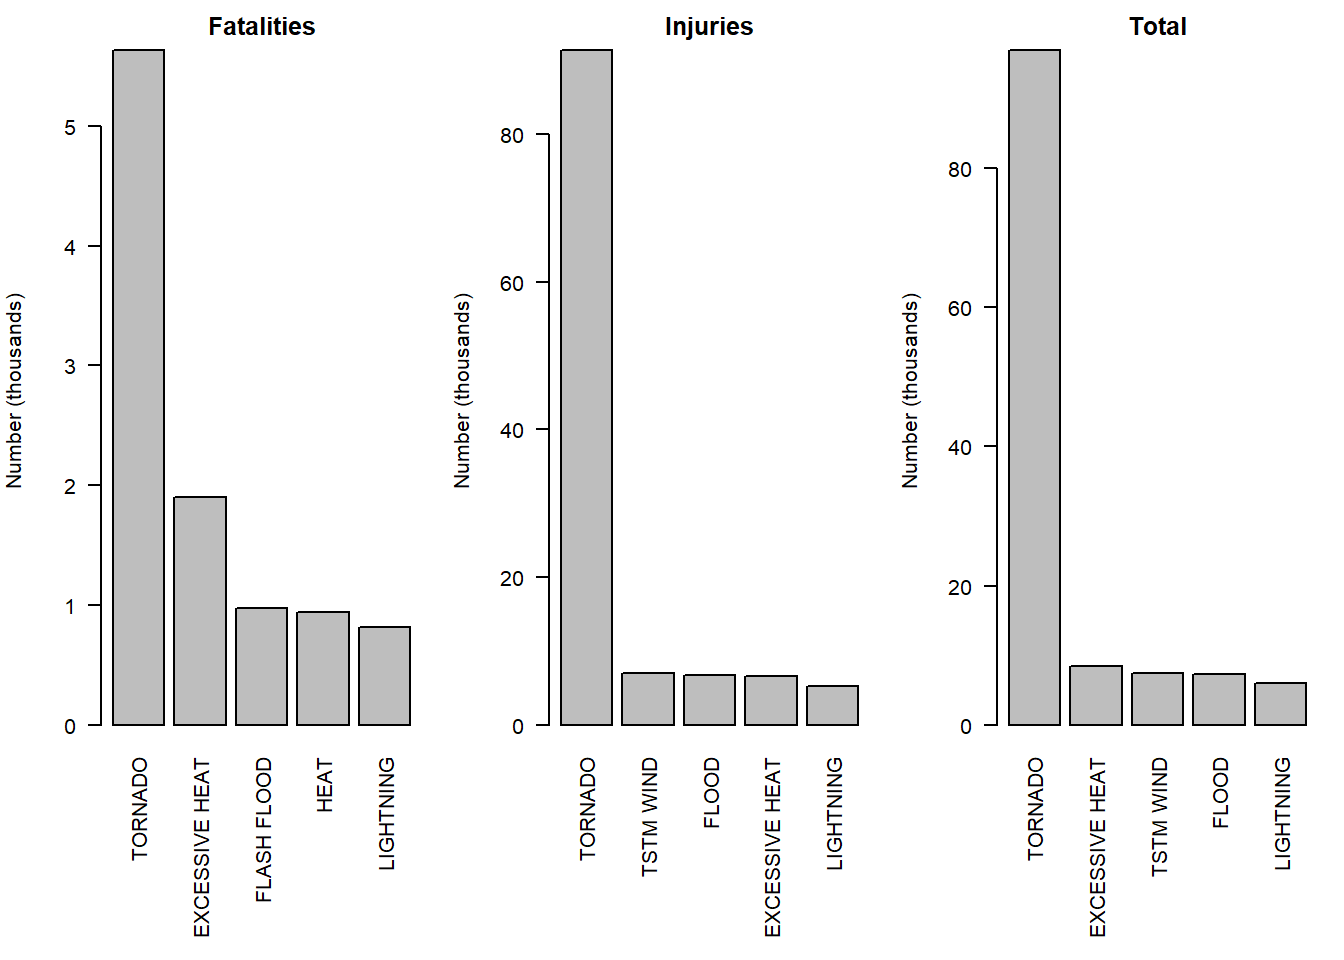 Fatalities
Number (thousands)
5
4
3
2
1
0
TORNADO
EXCESSIVE HEAT
FLASH FLOOD
HEAT
LIGHTNING
Injuries
Number (thousands)
80
60
40
20
0
TORNADO
TSTM WIND
FLOOD
EXCESSIVE HEAT
LIGHTNING
Total
Number (thousands)
80
60
40
20
0
TORNADO
EXCESSIVE HEAT
TSTM WIND
FLOOD
LIGHTNING